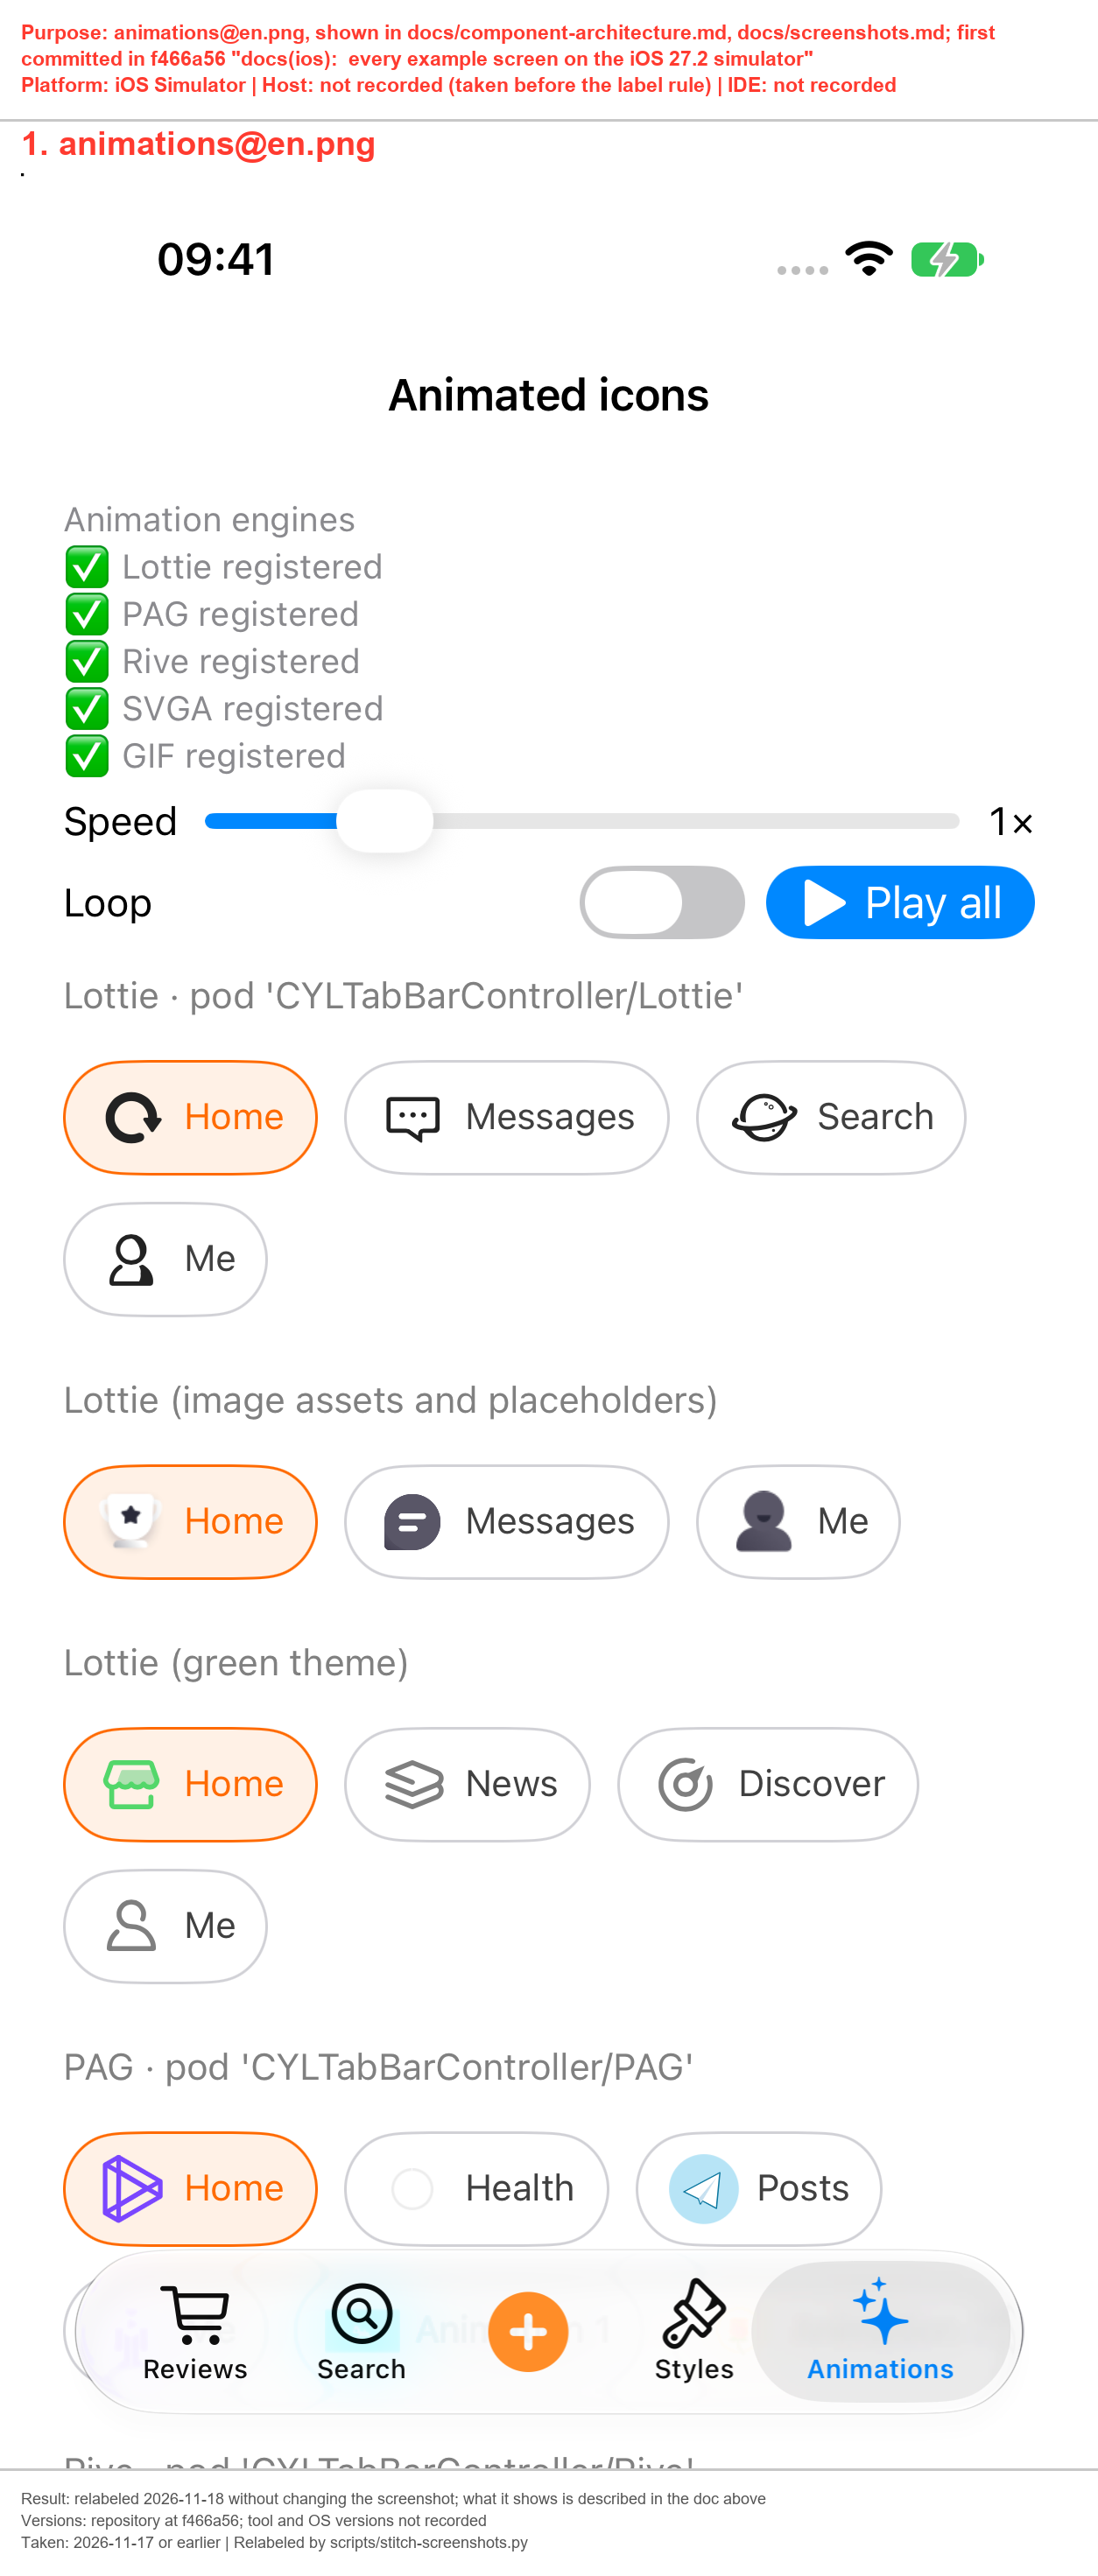 Purpose: animations@en.png, shown in docs/component-architecture.md, docs/screenshots.md; first
committed in f466a56 "docs(ios):  every example screen on the iOS 27.2 simulator"
Platform: iOS Simulator | Host: not recorded (taken before the label rule) | IDE: not recorded
1. animations@en.png
09:41
Animated icons
Animation engines
✅ Lottie registered
✅ PAG registered
✅ Rive registered
✅ SVGA registered
✅ GIF registered
Speed 1×
Loop Play all
Lottie · pod 'CYLTabBarController/Lottie'
Home Messages Search
Me
Lottie (image assets and placeholders)
Home Messages Me
Lottie (green theme)
Home News Discover
Me
PAG · pod 'CYLTabBarController/PAG'
Home Health Posts
Reviews Search Styles Animations
Rive · pod 'CYLTabBarController/Rive'
Result: relabeled 2026-11-18 without changing the screenshot; what it shows is described in the doc above
Versions: repository at f466a56; tool and OS versions not recorded
Taken: 2026-11-17 or earlier | Relabeled by scripts/stitch-screenshots.py